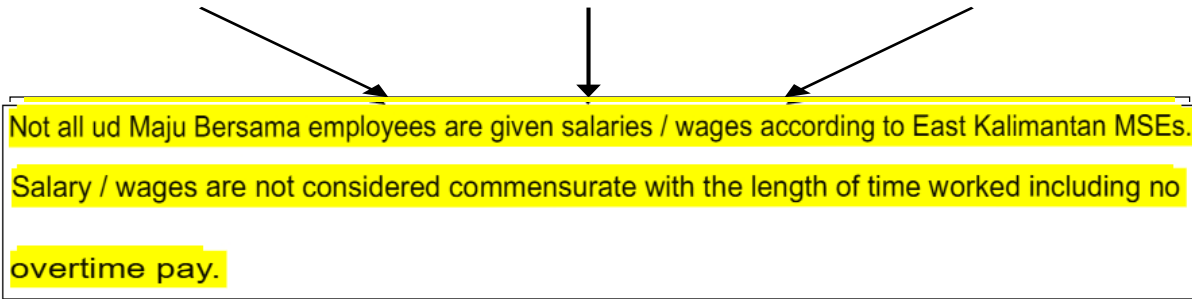 Not all ud Maju Bersama employees are given salaries / wages according to East Kalimantan MSEs.
Salary / wages are not considered commensurate with the length of time worked including no
overtime pay.